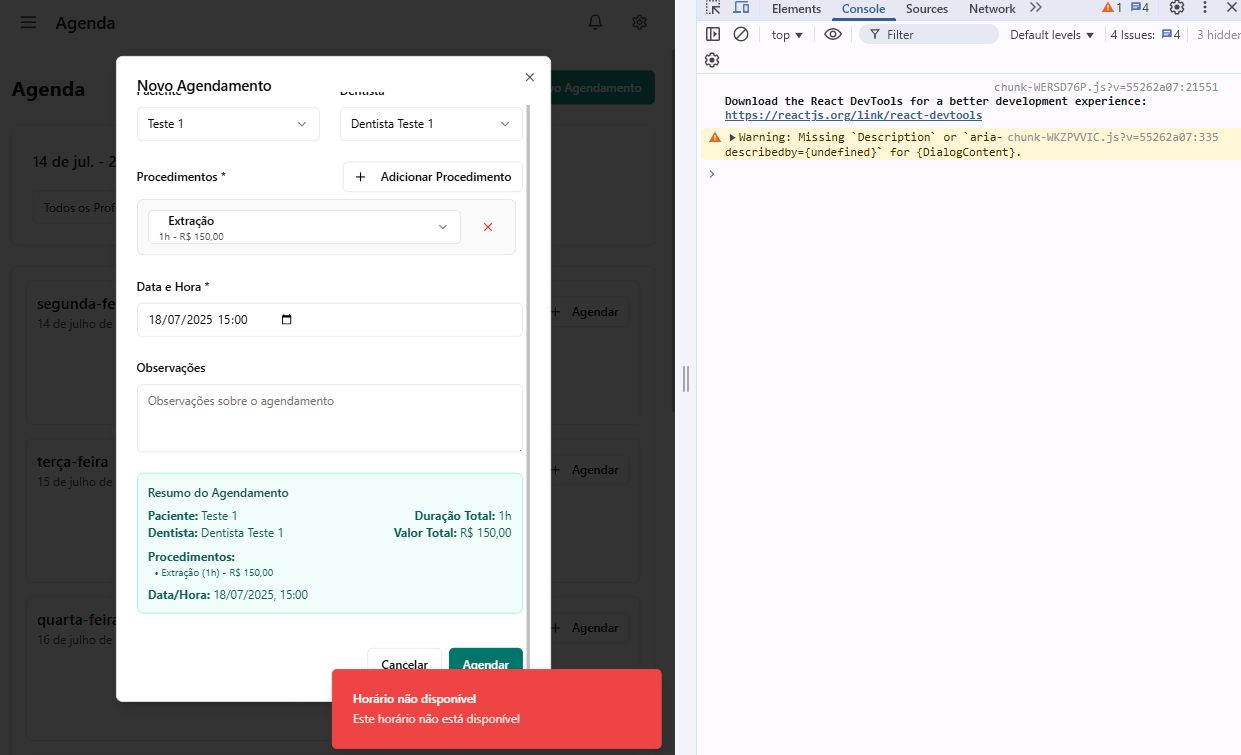 Agenda
Agenda
vo Agendamento
14 de jul. - 2
Todos os Prof
segunda-fe
14 de julho de
Agendar
terça-feira
15 de julho de
Agendar
quarta-feira
16 de julho de
Agendar
Novo Agendamento
Paciente
Dentista
Teste 1
Dentista Teste 1
Procedimentos *
+ Adicionar Procedimento
Extração
1h - R$ 150,00
Data e Hora *
18/07/2025 15:00
Observações
Observações sobre o agendamento
Resumo do Agendamento
Paciente: Teste 1
Duração Total: 1h
Dentista: Dentista Teste 1
Valor Total: R$ 150,00
Procedimentos:
• Extração (1h) - R$ 150,00
Data/Hora: 18/07/2025, 15:00
Cancelar
Agendar
Horário não disponível
Este horário não está disponível
Elements Console Sources Network 1 4
top Filter Default levels 4 Issues: 4 3 hidden
chunk-WERSD76P.js?v=55262a07:21551
Download the React DevTools for a better development experience:
https://reactjs.org/link/react-devtools
Warning: Missing `Description` or `aria- chunk-WKZPVVIC.js?v=55262a07:335
describedby={undefined}` for {DialogContent}.